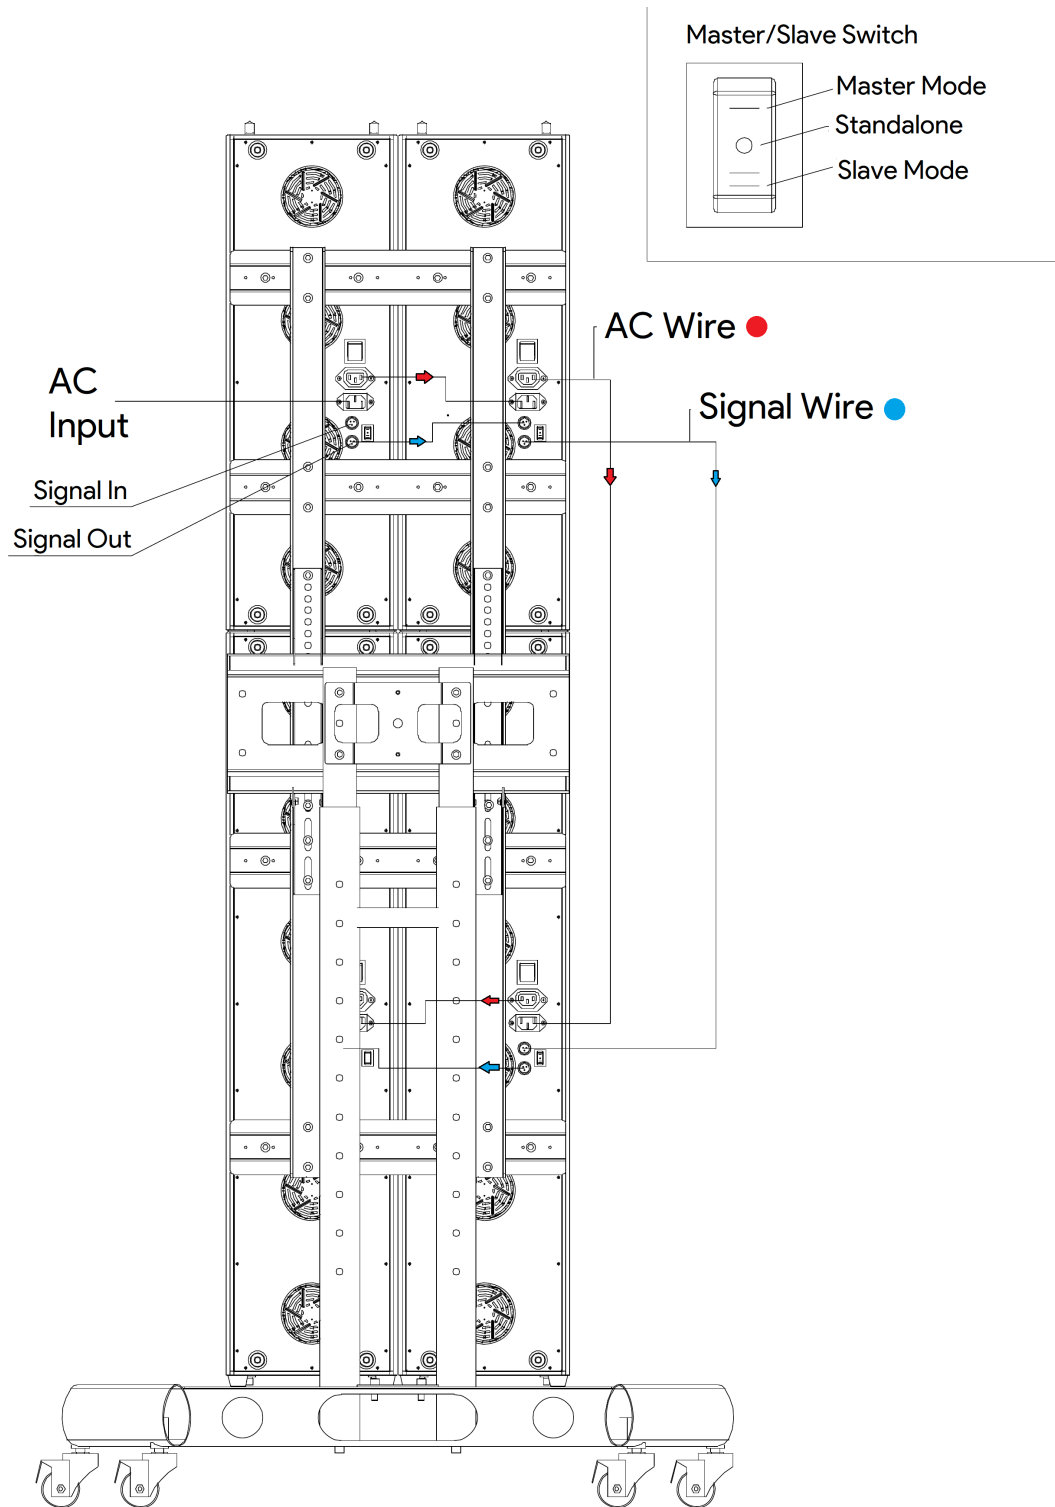 Master/Slave Switch
Master Mode
Standalone
Slave Mode
AC Wire
AC
Input
Signal Wire
Signal In
Signal Out